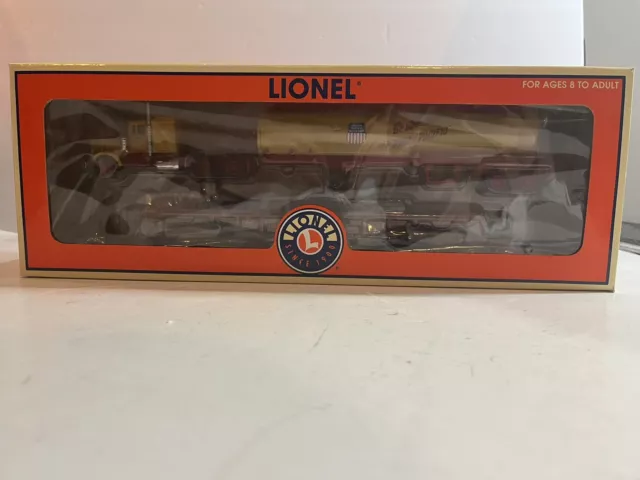 LIONEL
FOR AGES 8 TO ADULT
LIONEL
L
SINCE 1900